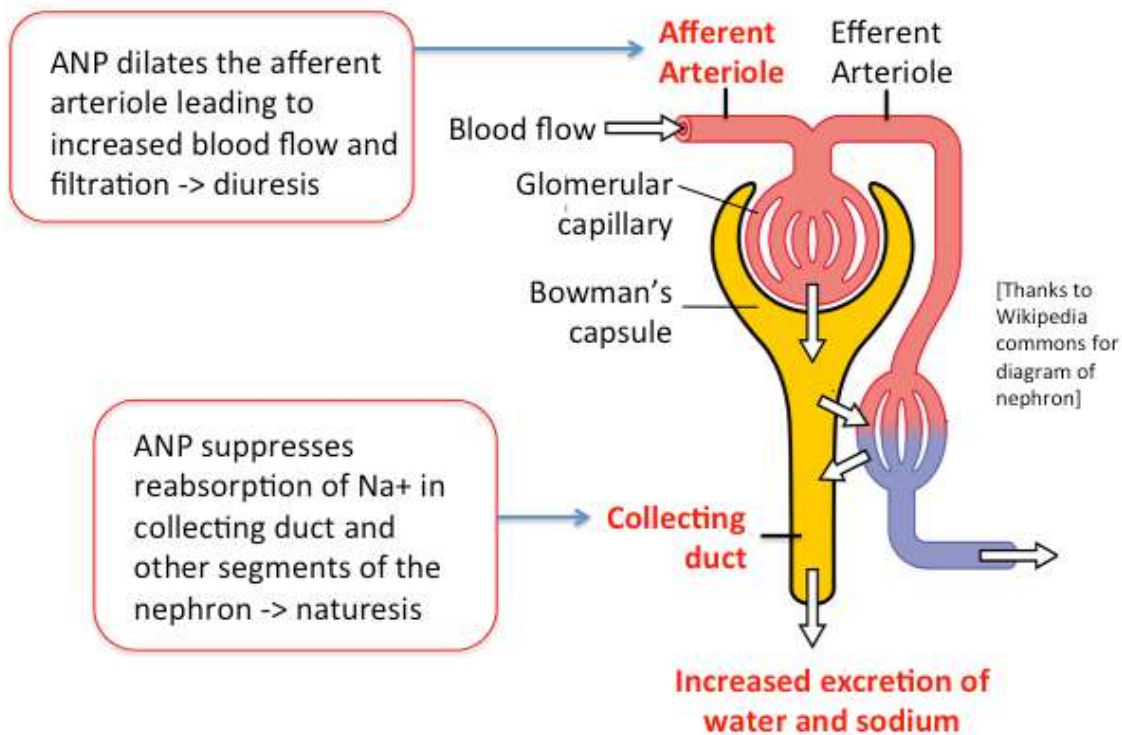 ANP dilates the afferent
arteriole leading to
increased blood flow and
filtration -> diuresis
Afferent
Arteriole
Efferent
Arteriole
Blood flow
Glomerular
capillary
Bowman's
capsule
[Thanks to
Wikipedia
commons for
diagram of
nephron]
ANP suppresses
reabsorption of Na+ in
collecting duct and
other segments of the
nephron -> naturesis
Collecting
duct
Increased excretion of
water and sodium